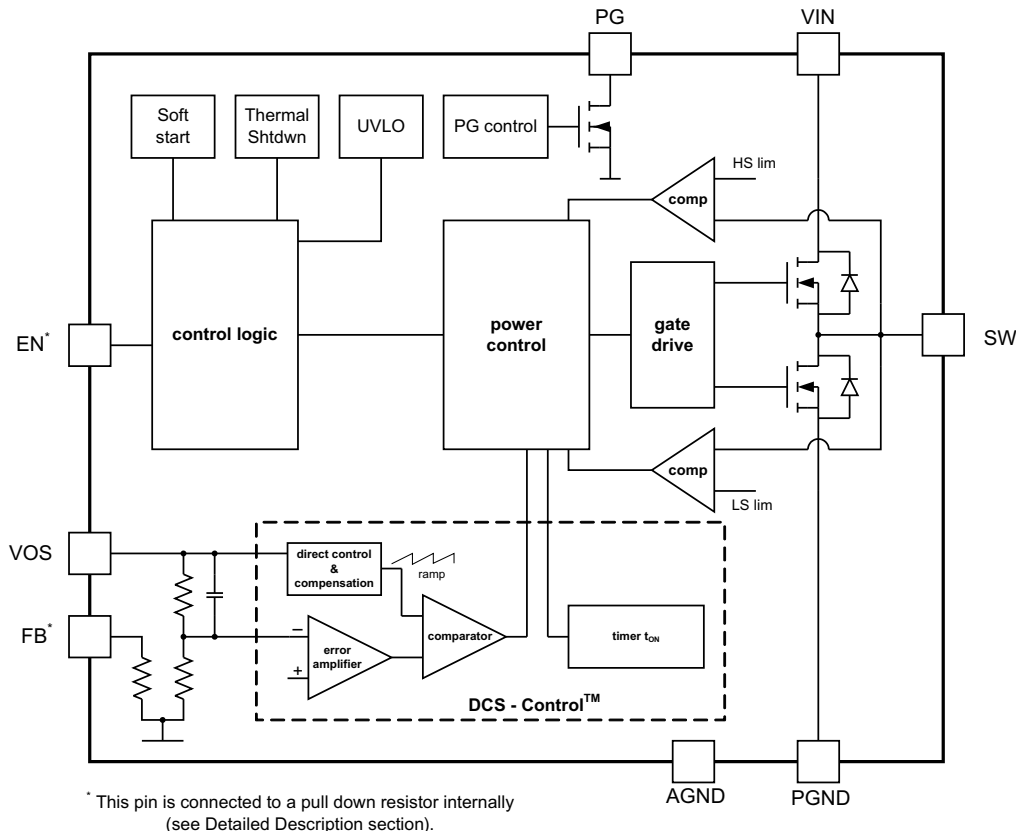 PG
VIN
Soft
start
Thermal
Shtdwn
UVLO
PG control
HS lim
comp
EN*
control logic
power
control
gate
drive
SW
comp
LS lim
VOS
direct control
&
compensation
ramp
FB*
–
error
amplifier
+
comparator
timer tON
DCS - Control™
AGND
PGND
* This pin is connected to a pull down resistor internally
(see Detailed Description section).